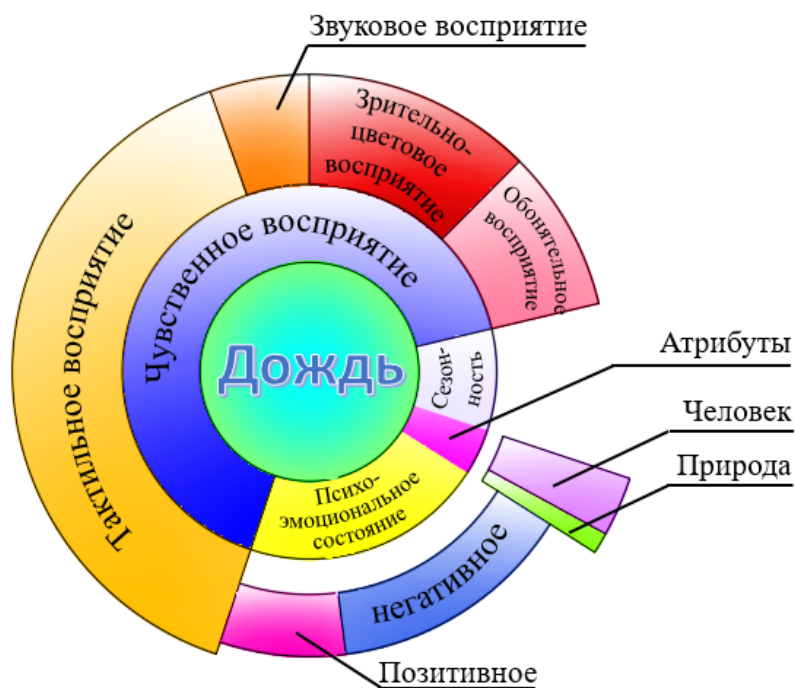 Звуковое восприятие
Зрительно-
цветовое
восприятие
Обонятельное
восприятие
Тактильное восприятие
Чувственное восприятие
Дождь
Сезон-
ность
Атрибуты
Человек
Природа
Психо-
эмоциональное
состояние
негативное
Позитивное